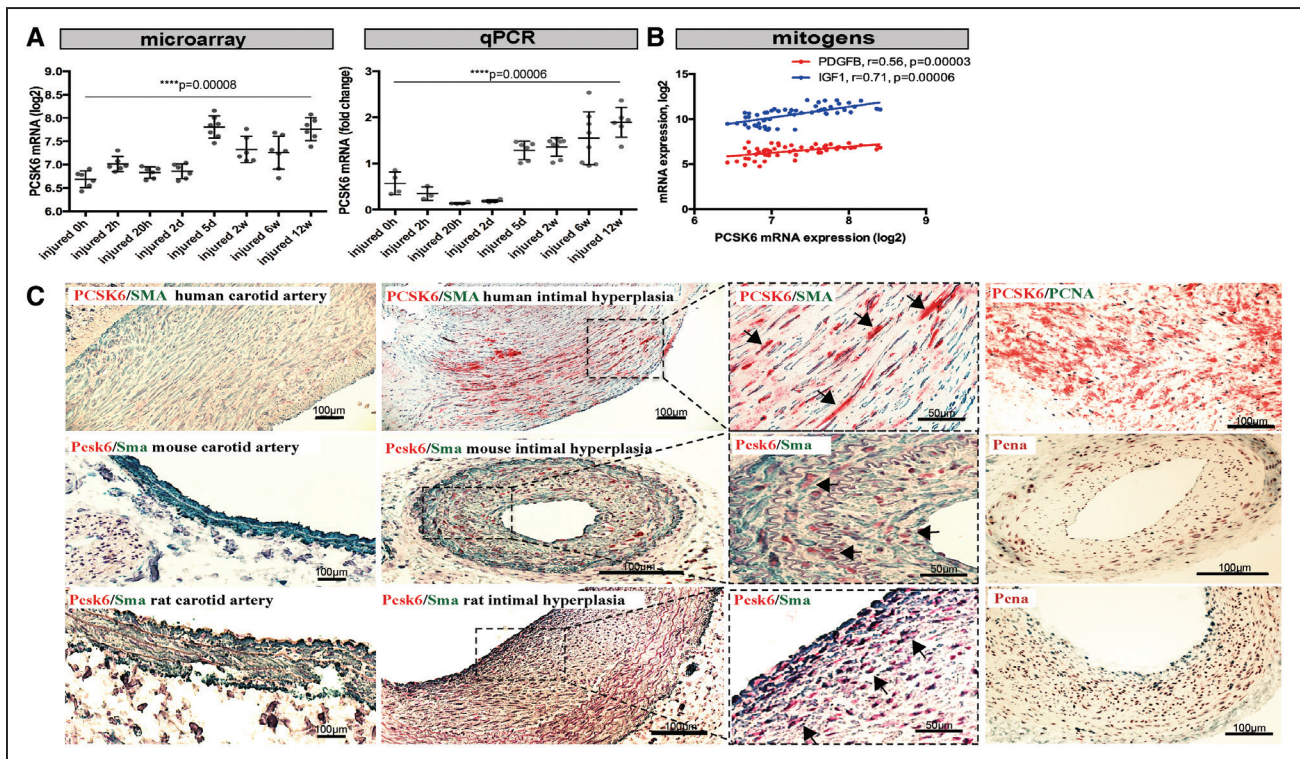 A
microarray
PCSK6 mRNA (log2)
8.5
8.0
7.5
7.0
6.5
6.0
****p=0.00008
injured 0h
injured 2h
injured 20h
injured 2d
injured 5d
injured 2w
injured 6w
injured 12w
qPCR
PCSK6 mRNA (fold change)
3
2
1
0
****p=0.00006
injured 0h
injured 2h
injured 20h
injured 2d
injured 5d
injured 2w
injured 6w
injured 12w
B
mitogens
PDGFB, r=0.56, p=0.00003
IGF1, r=0.71, p=0.00006
mRNA expression, log2
15
10
5
0
6
7
8
9
PCSK6 mRNA expression (log2)
C
PCSK6/SMA human carotid artery
100µm
PCSK6/SMA human intimal hyperplasia
100µm
PCSK6/SMA
50µm
PCSK6/PCNA
100µm
Pcsk6/Sma mouse carotid artery
100µm
Pcsk6/Sma mouse intimal hyperplasia
100µm
Pcsk6/Sma
50µm
Pcna
100µm
Pcsk6/Sma rat carotid artery
100µm
Pcsk6/Sma rat intimal hyperplasia
100µm
Pcsk6/Sma
50µm
Pcna
100µm